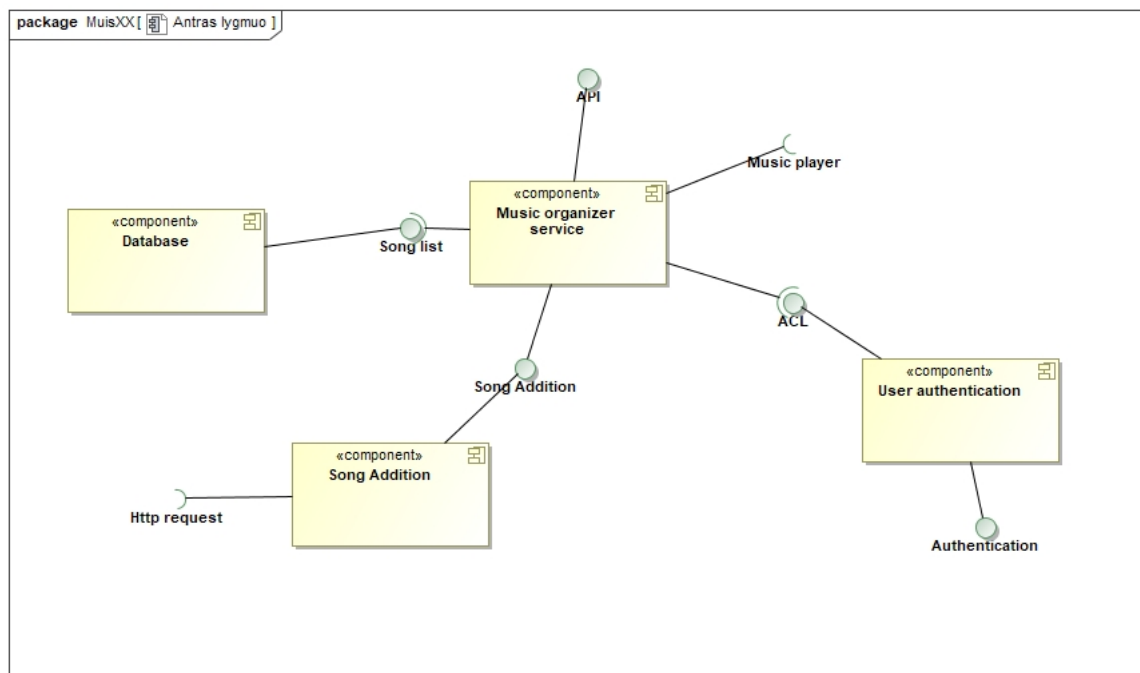 package MuisXX [ Antras lygmuo ]
API
Music player
«component»
Music organizer
service
«component»
Database
Song list
ACL
«component»
User authentication
Song Addition
«component»
Song Addition
Http request
Authentication